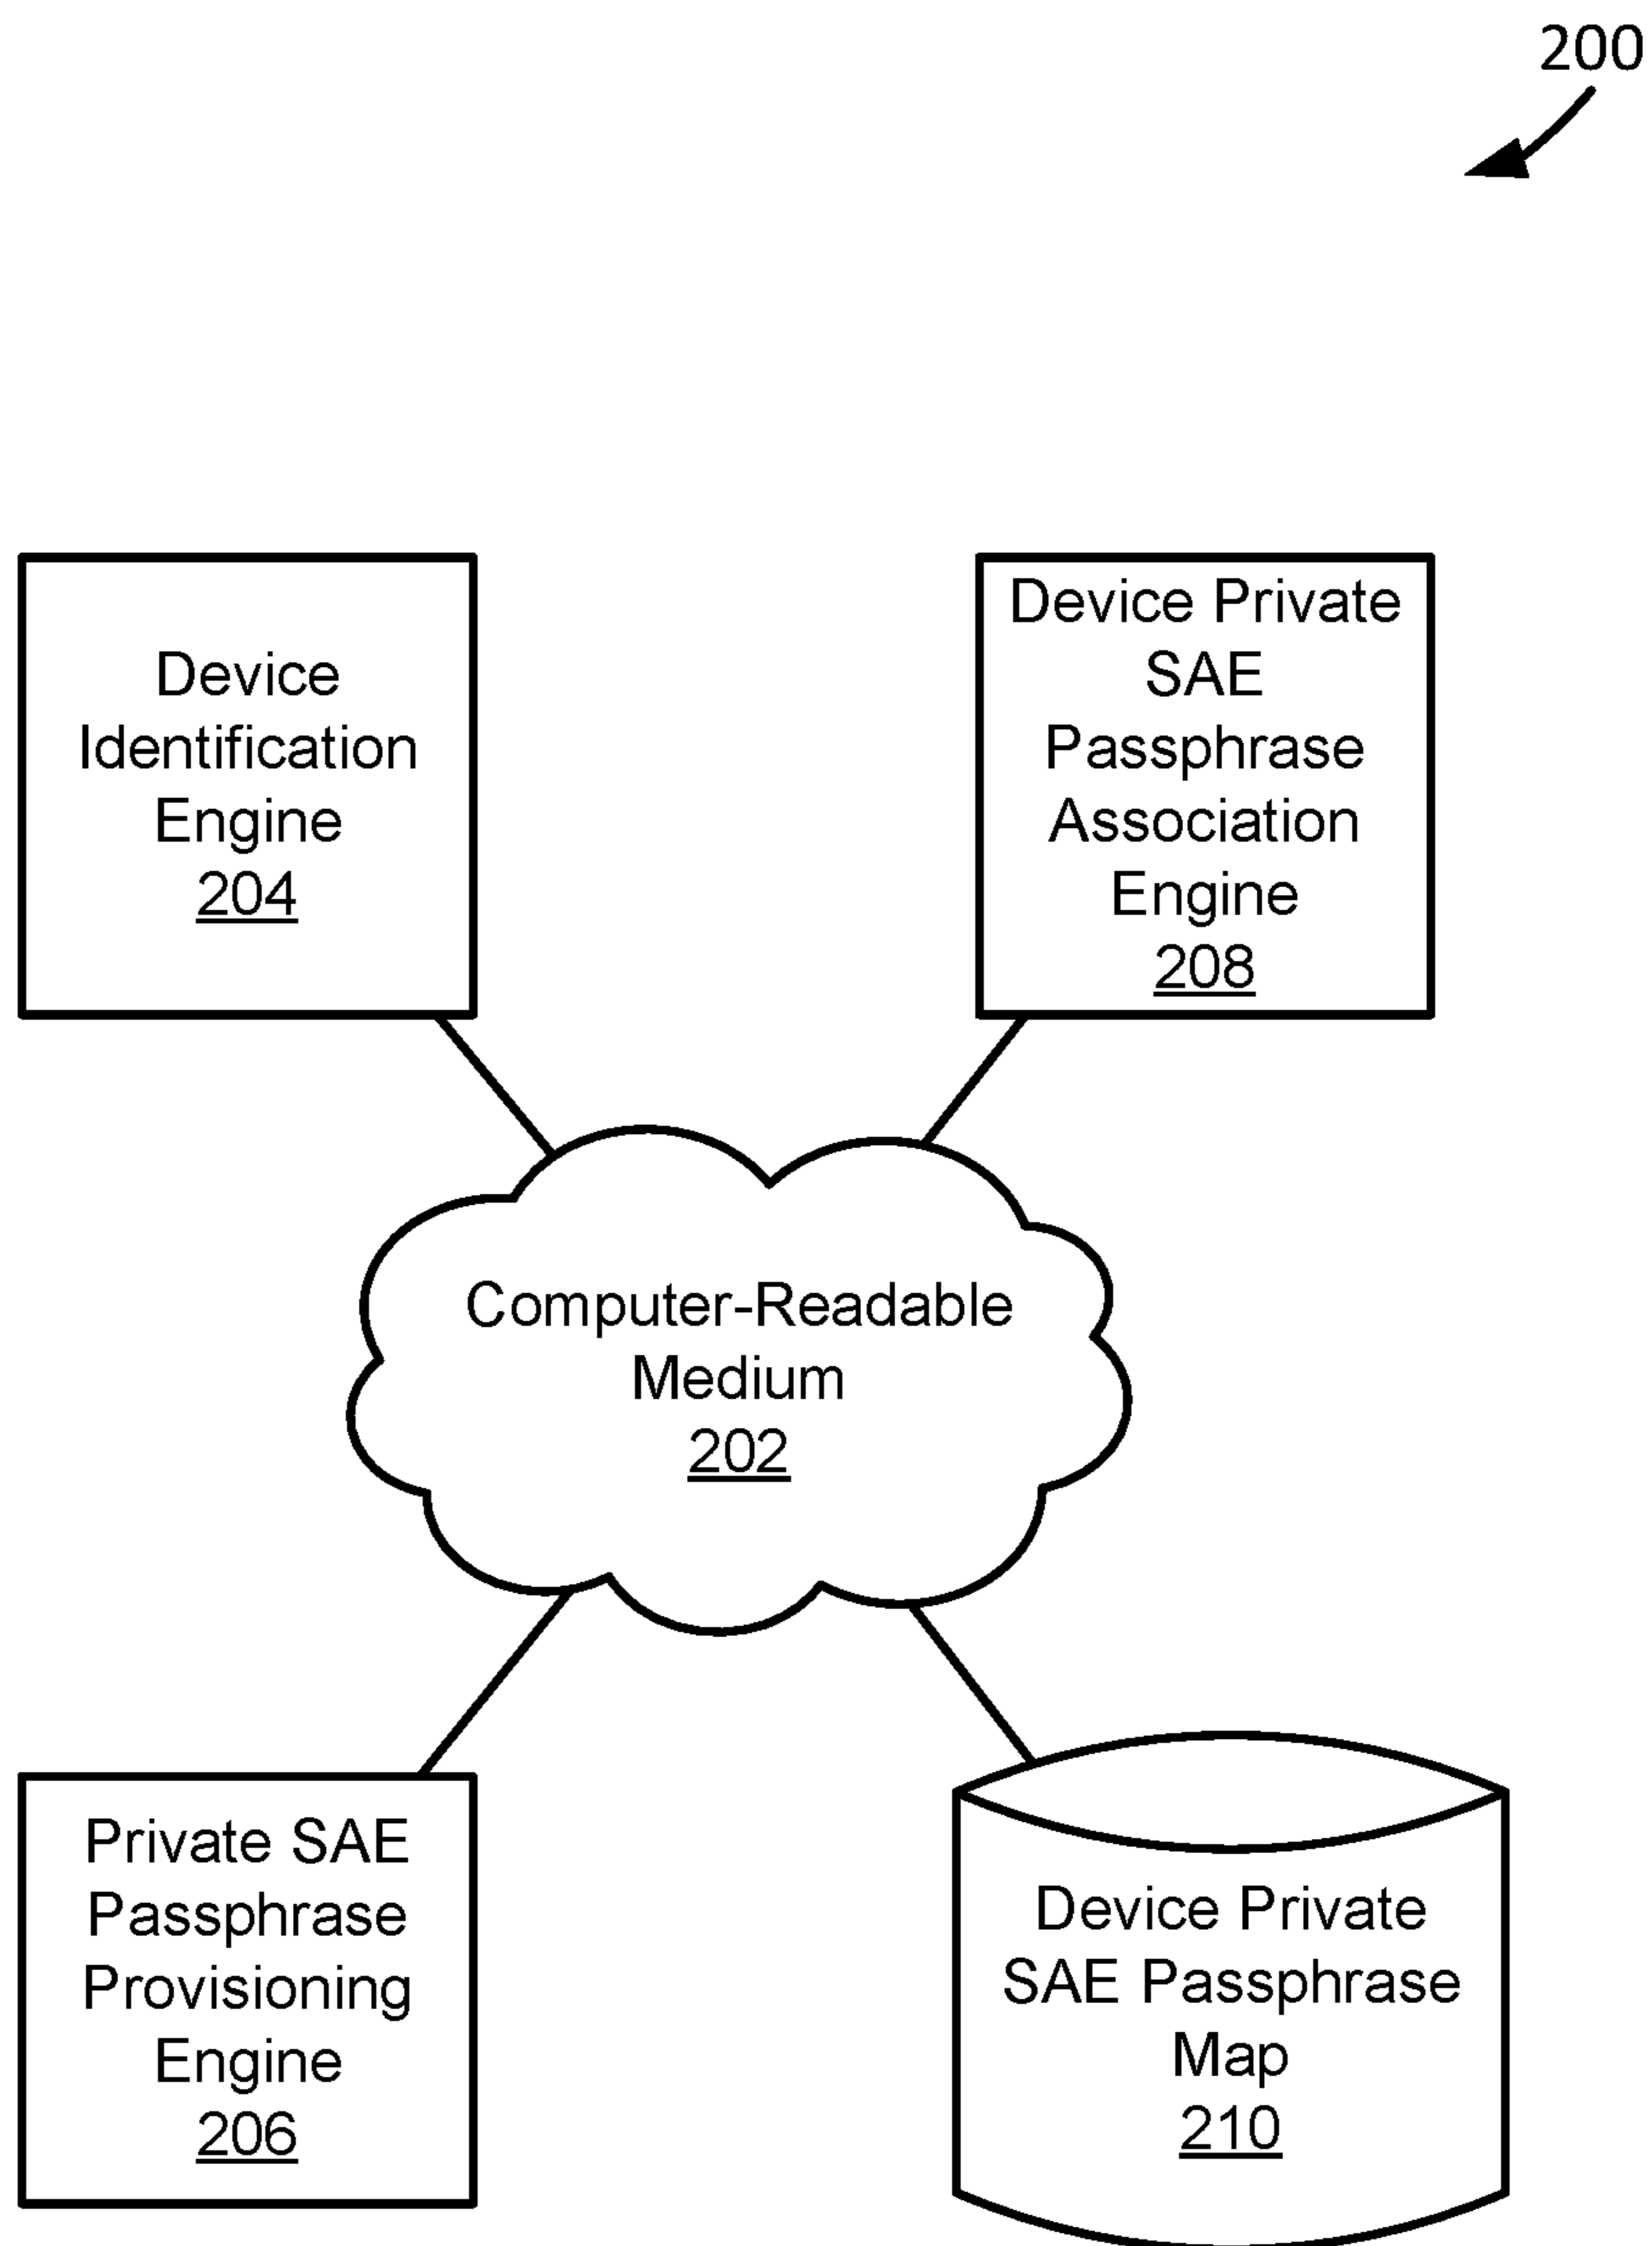 200
Device
Identification
Engine
204
Device Private
SAE
Passphrase
Association
Engine
208
Computer-Readable
Medium
202
Private SAE
Passphrase
Provisioning
Engine
206
Device Private
SAE Passphrase
Map
210